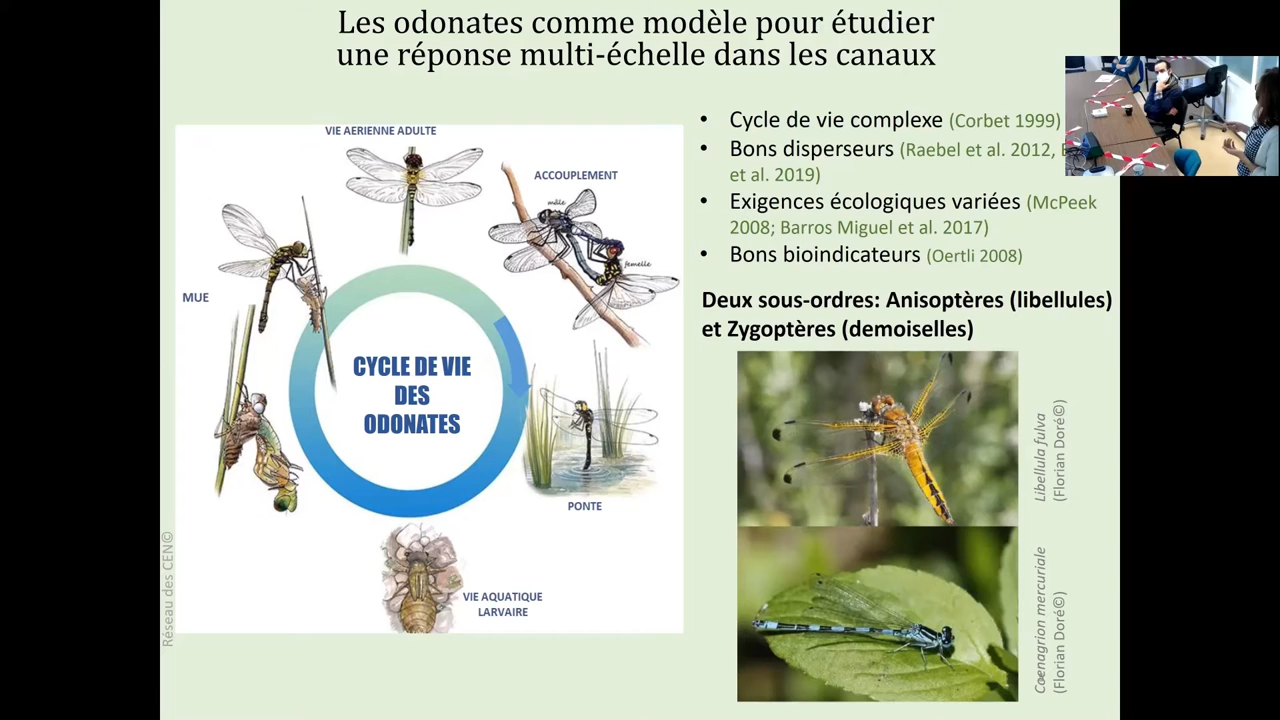 Les odonates comme modèle pour étudier
une réponse multi-échelle dans les canaux
VIE AERIENNE ADULTE
ACCOUPLEMENT
mâle
femelle
MUE
CYCLE DE VIE
DES
ODONATES
PONTE
VIE AQUATIQUE
LARVAIRE
Réseau des CEN©
• Cycle de vie complexe (Corbet 1999)
• Bons disperseurs (Raebel et al. 2012,
et al. 2019)
• Exigences écologiques variées (McPeek
2008; Barros Miguel et al. 2017)
• Bons bioindicateurs (Oertli 2008)
Deux sous-ordres: Anisoptères (libellules)
et Zygoptères (demoiselles)
Libellula fulva
(Florian Doré©)
Coenagrion mercuriale
(Florian Doré©)